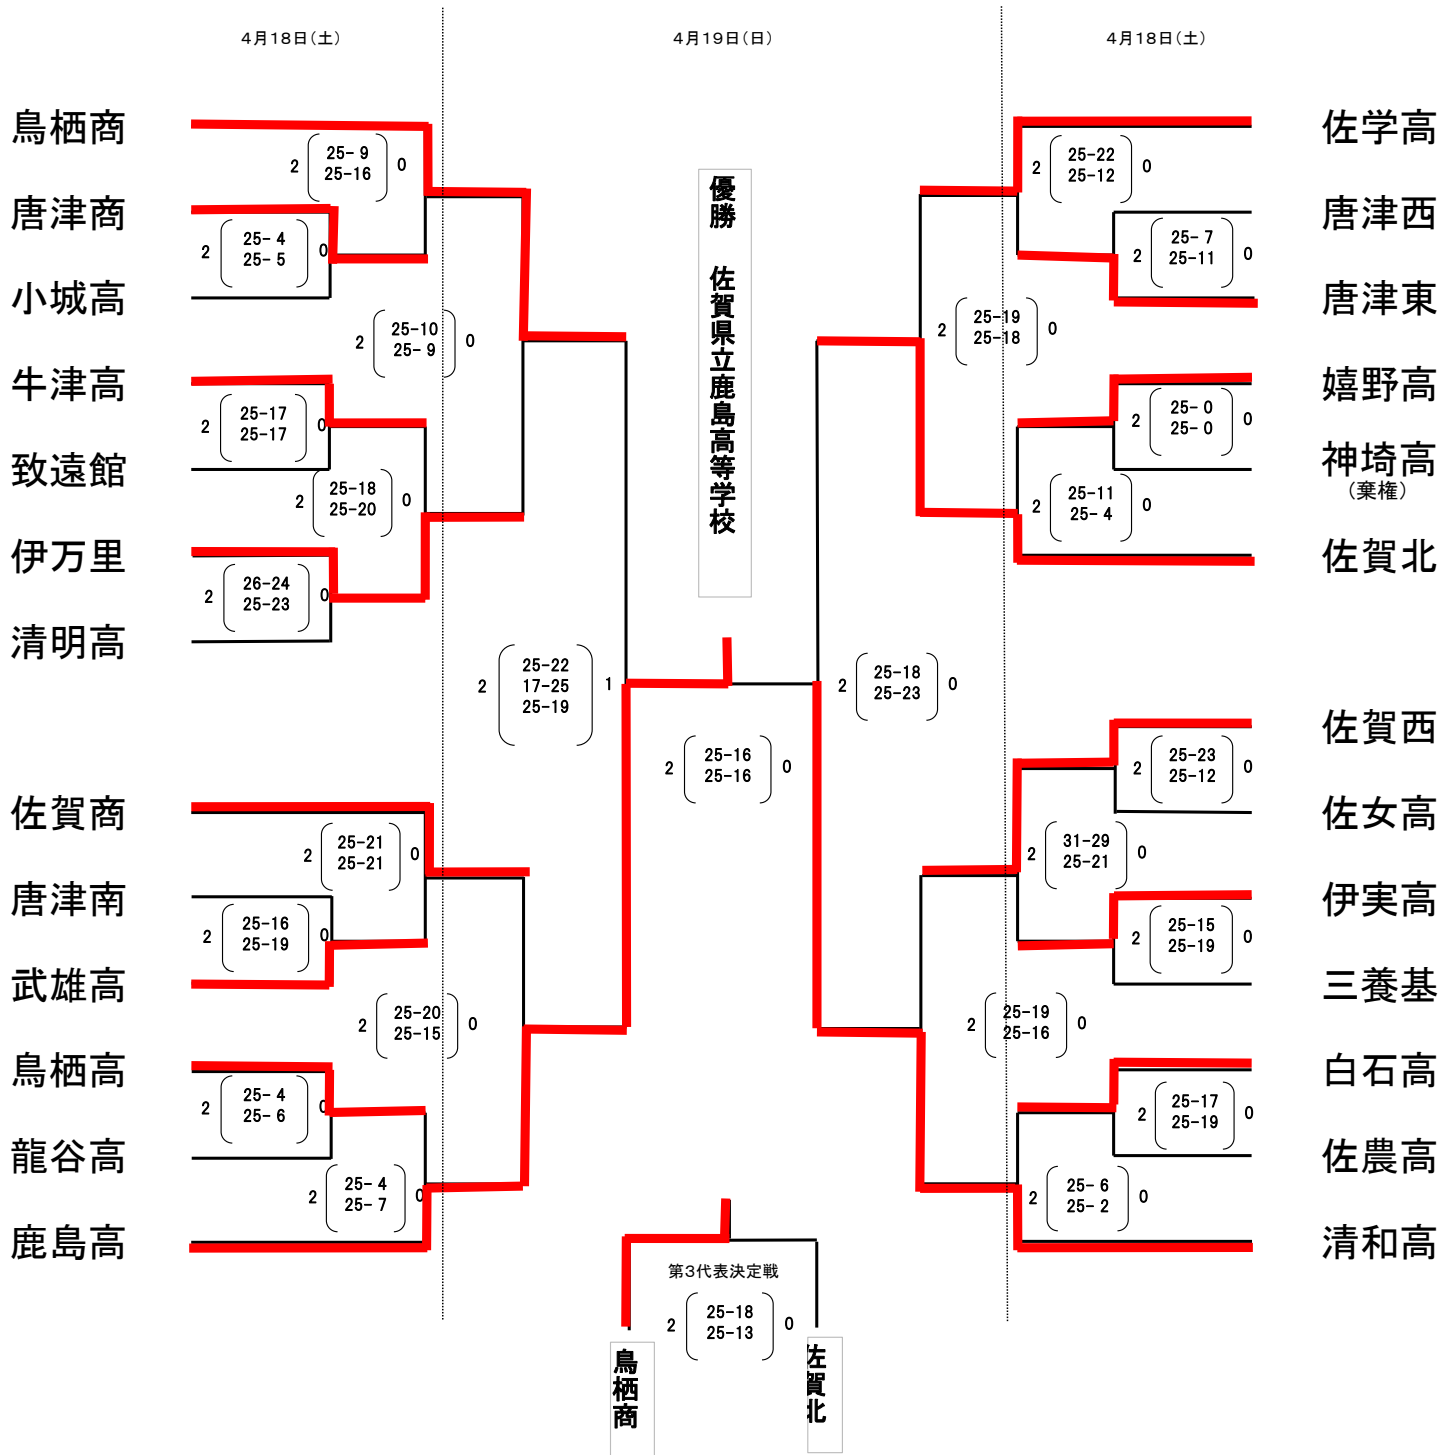 4月18日(土)
4月19日(日)
4月18日(土)
鳥栖商
唐津商
小城高
牛津高
致遠館
伊万里
清明高
佐賀商
唐津南
武雄高
鳥栖高
龍谷高
鹿島高
2 25- 9 0
25-16
2 25- 4 0
25- 5
2 25-10 0
25- 9
2 25-17 0
25-17
2 25-18 0
25-20
2 26-24 0
25-23
2 25-22 1
17-25
25-19
2 25-21 0
25-21
2 25-16 0
25-19
2 25-20 0
25-15
2 25- 4 0
25- 6
2 25- 4 0
25- 7
優勝 佐賀県立鹿島高等学校
2 25-16 0
25-16
第3代表決定戦
2 25-18 0
25-13
鳥栖商
佐賀北
2 25-22 0
25-12
2 25- 7 0
25-11
2 25-19 0
25-18
2 25- 0 0
25- 0
2 25-11 0
25- 4
2 25-18 0
25-23
2 25-23 0
25-12
2 31-29 0
25-21
2 25-15 0
25-19
2 25-19 0
25-16
2 25-17 0
25-19
2 25- 6 0
25- 2
佐学高
唐津西
唐津東
嬉野高
神埼高
(棄権)
佐賀北
佐賀西
佐女高
伊実高
三養基
白石高
佐農高
清和高